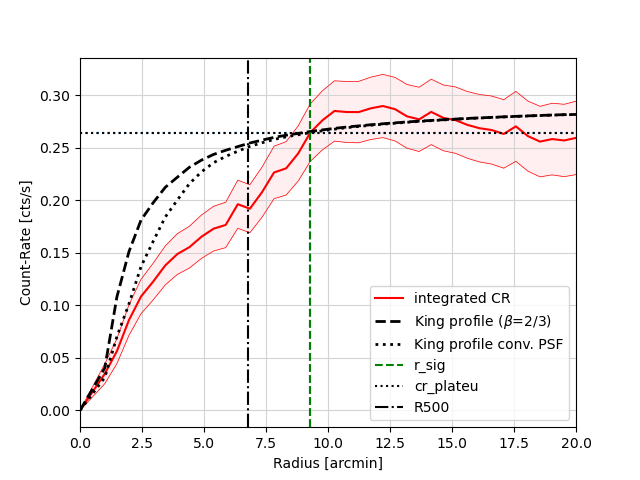 0.30
0.25
0.20
0.15
0.10
0.05
0.00
Count-Rate [cts/s]
integrated CR
King profile (β=2/3)
King profile conv. PSF
r_sig
cr_plateu
R500
0.0 2.5 5.0 7.5 10.0 12.5 15.0 17.5 20.0
Radius [arcmin]